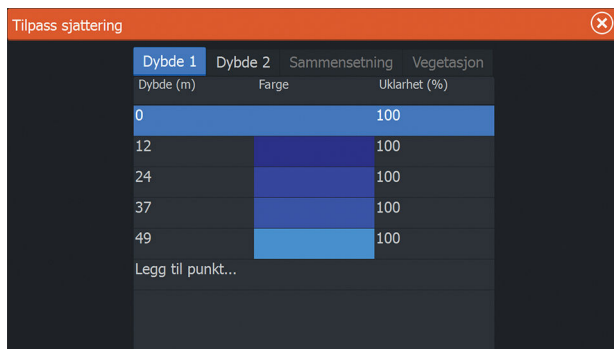 Tilpass sjattering
Dybde 1 Dybde 2 Sammensetning Vegetasjon
Dybde (m) Farge Uklarhet (%)
0 100
12 100
24 100
37 100
49 100
Legg til punkt...